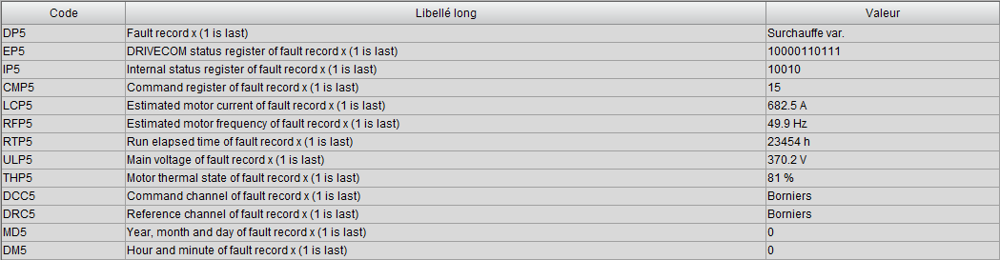 Code Libellé long Valeur
DP5 Fault record x (1 is last) Surchauffe var.
EP5 DRIVECOM status register of fault record x (1 is last) 10000110111
IP5 Internal status register of fault record x (1 is last) 10010
CMP5 Command register of fault record x (1 is last) 15
LCP5 Estimated motor current of fault record x (1 is last) 682.5 A
RFP5 Estimated motor frequency of fault record x (1 is last) 49.9 Hz
RTP5 Run elapsed time of fault record x (1 is last) 23454 h
ULP5 Main voltage of fault record x (1 is last) 370.2 V
THP5 Motor thermal state of fault record x (1 is last) 81 %
DCC5 Command channel of fault record x (1 is last) Borniers
DRC5 Reference channel of fault record x (1 is last) Borniers
MD5 Year, month and day of fault record x (1 is last) 0
DM5 Hour and minute of fault record x (1 is last) 0